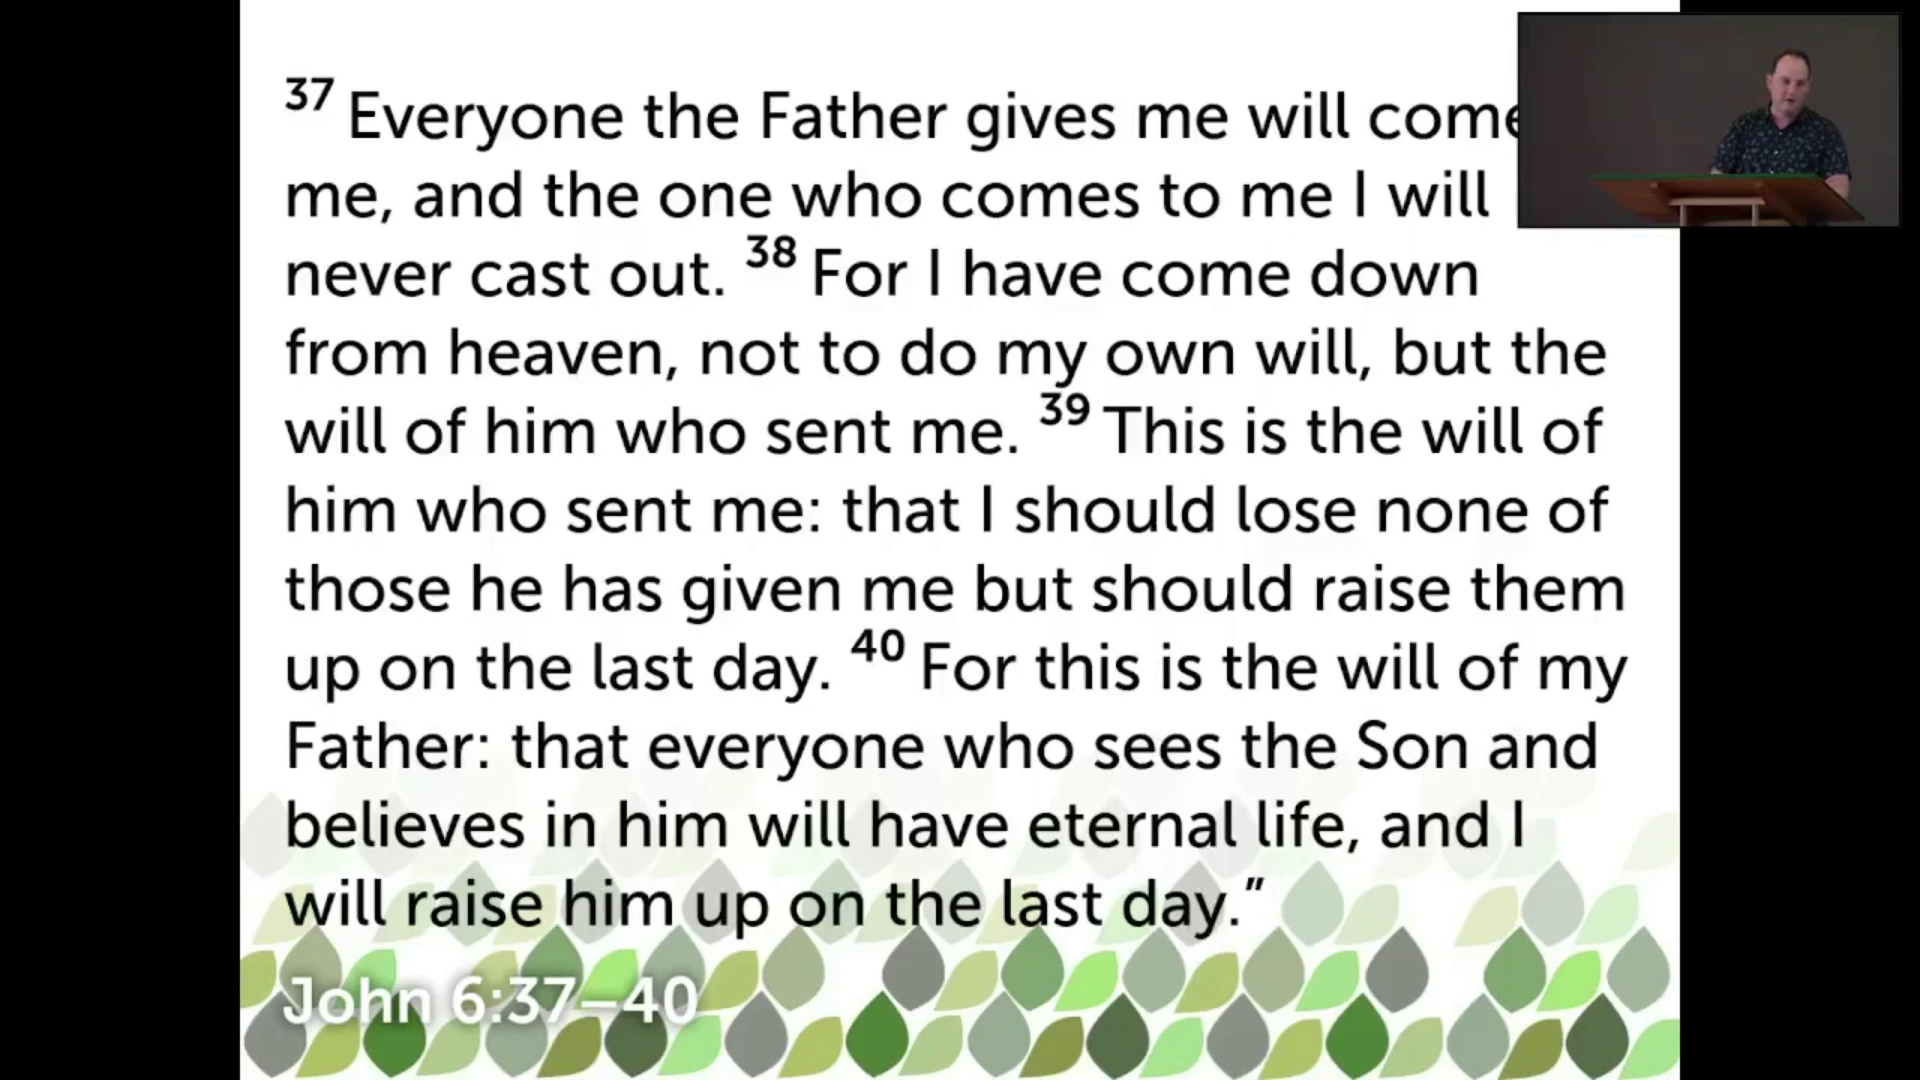 37 Everyone the Father gives me will come
me, and the one who comes to me I will
never cast out. 38 For I have come down
from heaven, not to do my own will, but the
will of him who sent me. 39 This is the will of
him who sent me: that I should lose none of
those he has given me but should raise them
up on the last day. 40 For this is the will of my
Father: that everyone who sees the Son and
believes in him will have eternal life, and I
will raise him up on the last day.”
John 6:37–40